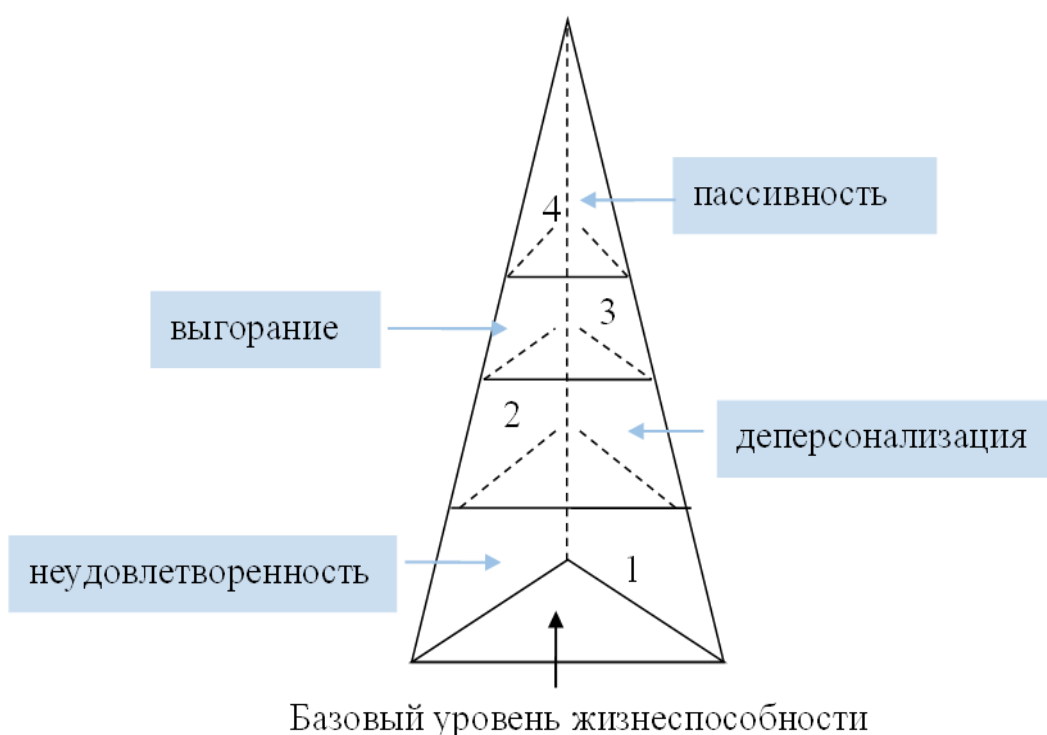 пассивность
4
выгорание
3
2
деперсонализация
неудовлетворенность
1
Базовый уровень жизнеспособности